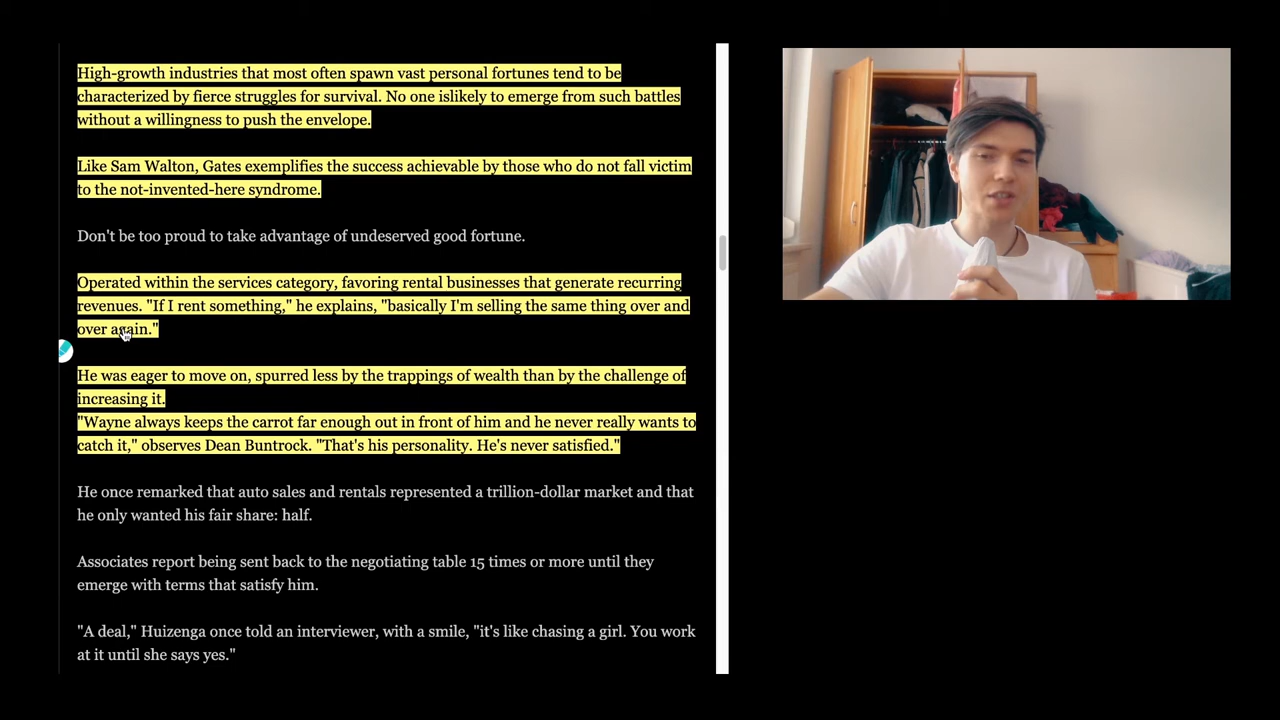 High-growth industries that most often spawn vast personal fortunes tend to be
characterized by fierce struggles for survival. No one islikely to emerge from such battles
without a willingness to push the envelope.
Like Sam Walton, Gates exemplifies the success achievable by those who do not fall victim
to the not-invented-here syndrome.
Don't be too proud to take advantage of undeserved good fortune.
Operated within the services category, favoring rental businesses that generate recurring
revenues. "If I rent something," he explains, "basically I'm selling the same thing over and
over again."
He was eager to move on, spurred less by the trappings of wealth than by the challenge of
increasing it.
"Wayne always keeps the carrot far enough out in front of him and he never really wants to
catch it," observes Dean Buntrock. "That's his personality. He's never satisfied."
He once remarked that auto sales and rentals represented a trillion-dollar market and that
he only wanted his fair share: half.
Associates report being sent back to the negotiating table 15 times or more until they
emerge with terms that satisfy him.
"A deal," Huizenga once told an interviewer, with a smile, "it's like chasing a girl. You work
at it until she says yes."